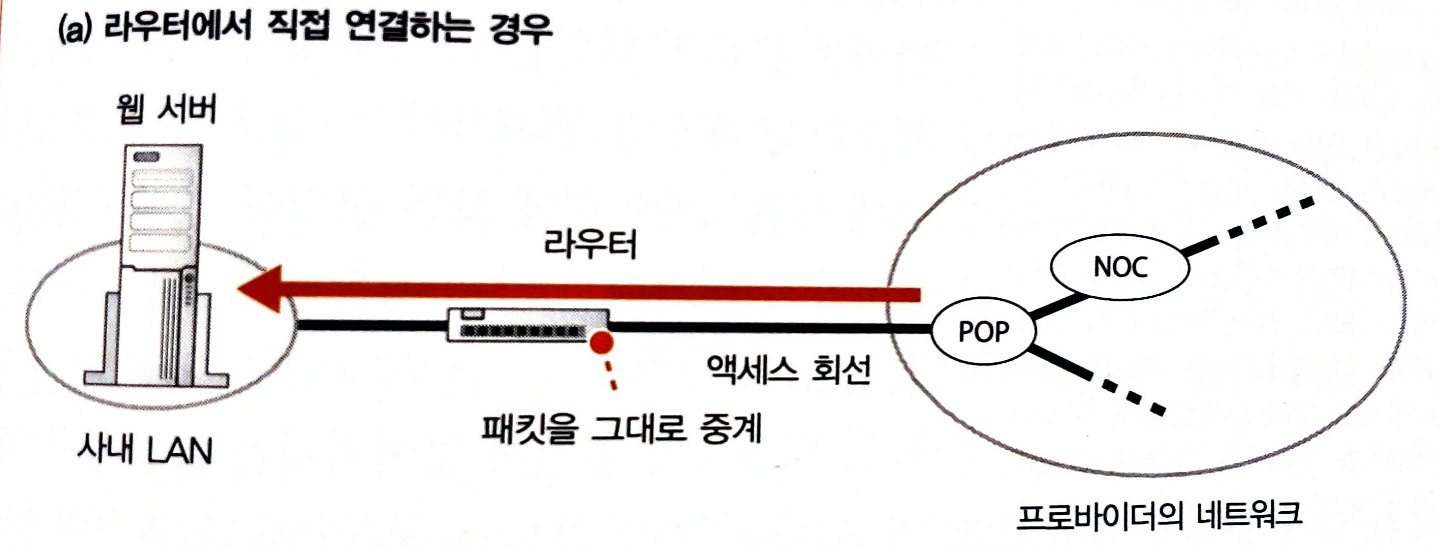 (a) 라우터에서 직접 연결하는 경우
웹 서버
라우터
NOC
POP
액세스 회선
패킷을 그대로 중계
사내 LAN
프로바이더의 네트워크